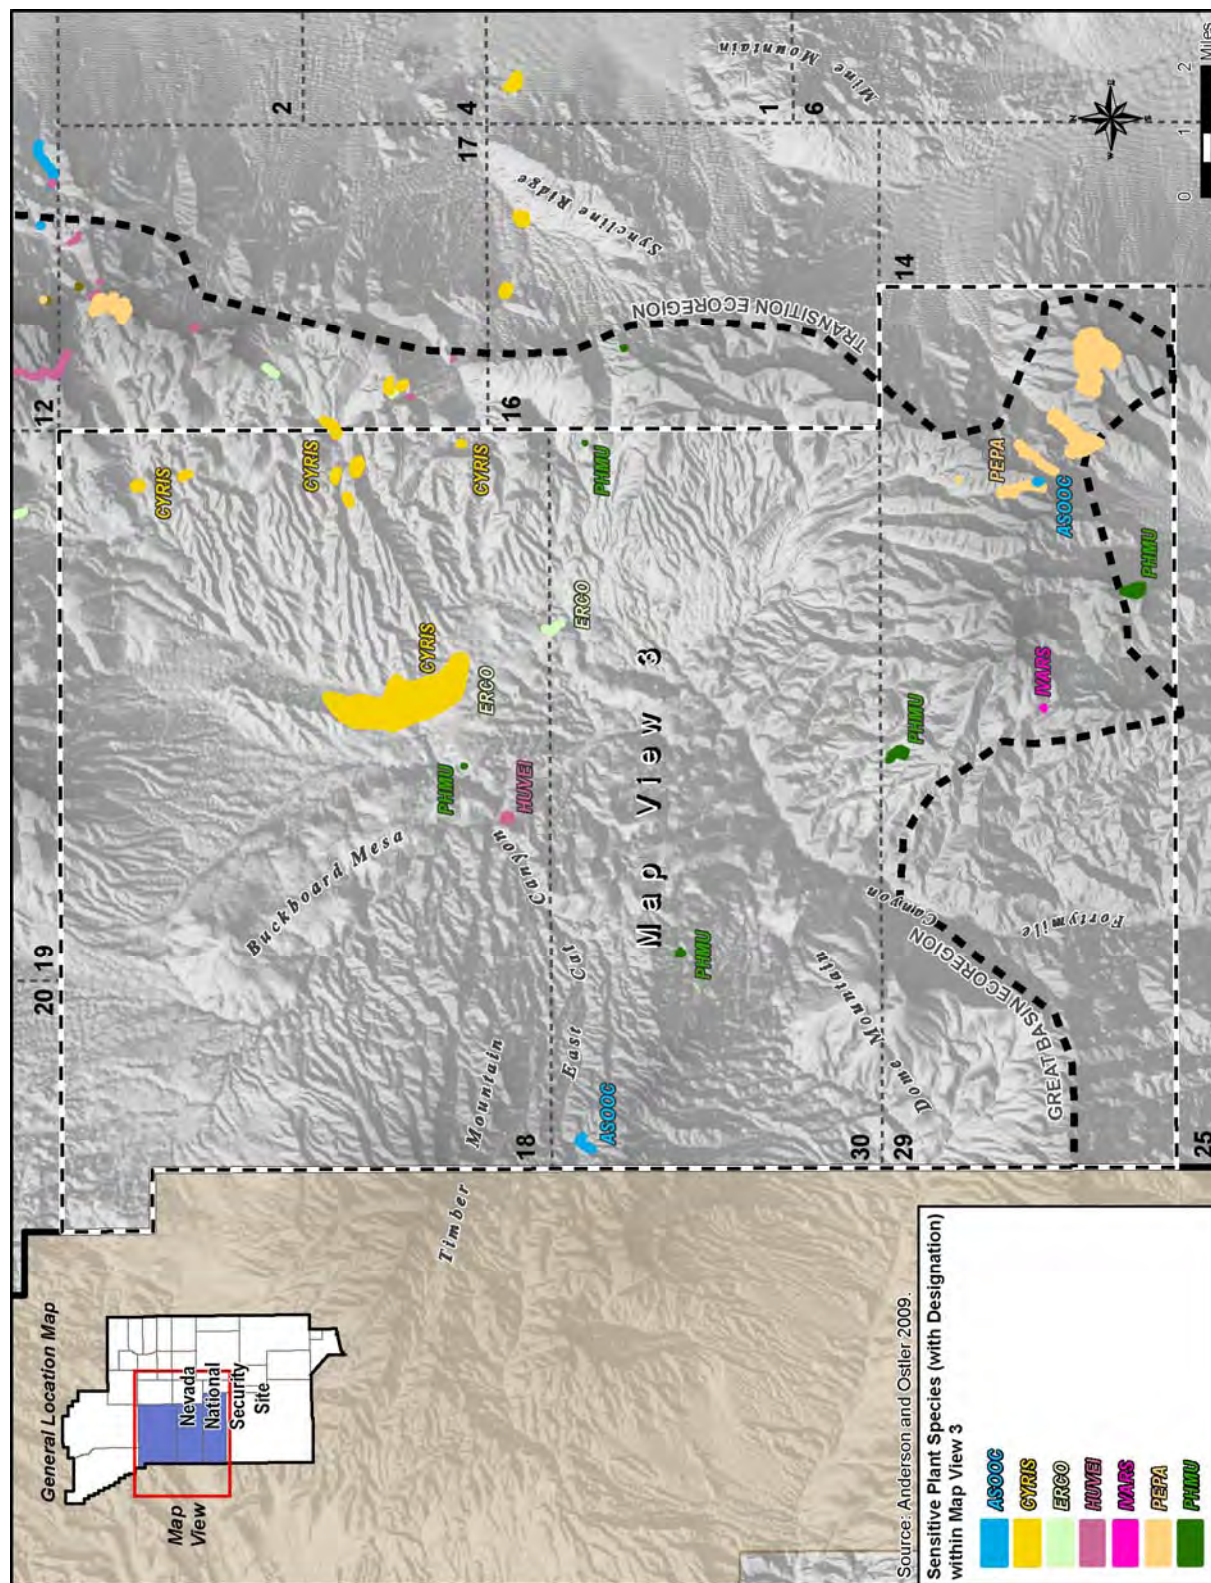 General Location Map
Nevada
National
Security
Site
Map
View
20
19
12
2
17
4
16
1
6
18
30
29
14
25
Buckboard Mesa
Timber
Mountain
East
Cat
Canyon
Dome
Mountain
Fortymile
Canyon
Syncline Ridge
Mine Mountain
Map View 3
GREAT BASIN ECOREGION
TRANSITION ECOREGION
CYRIS
CYRIS
CYRIS
CYRIS
ERCO
ERCO
PHMU
HUVEI
PHMU
PHMU
ASOOC
PHMU
IVARS
PHMU
PEPA
ASOOC
0 1 2
Miles
N
E
S
W
Source: Anderson and Ostler 2009.
Sensitive Plant Species (with Designation)
within Map View 3
ASOOC
CYRIS
ERCO
HUVEI
IVARS
PEPA
PHMU